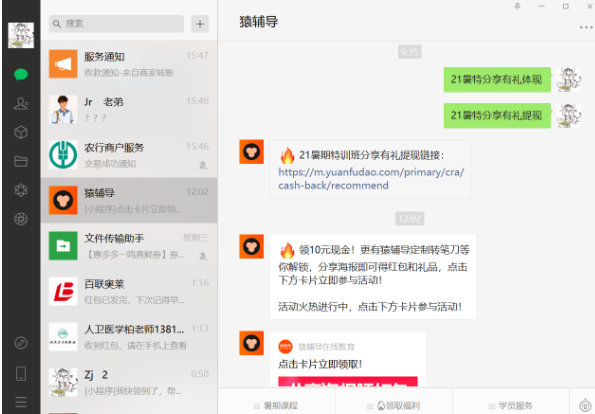 搜索
服务通知 15:47
收款通知-来自商家转账
Jr 老弟 15:46
? ? ?
农行商户服务 15:46
交易成功通知
猿辅导 12:02
[小程序]点击卡片立即领...
文件传输助手 星期三
【惠多多一鸣高鲜券】券...
百联奥莱 1:16
红包已发完，下次记得早...
人卫医学柏老师1381... 1:13
收到红包，请在手机上查看
Zj 2 0:50
[小程序]我快领到了，帮...
猿辅导
9:35
21暑特分享有礼体现
21暑特分享有礼提现
21暑期特训班分享有礼提现链接：
https://m.yuanfudao.com/primary/cra/
cash-back/recommend
12:02
领10元现金！更有猿辅导定制转笔刀等
你解锁，分享海报即可得红包和礼品，点击
下方卡片立即参与活动！
活动火热进行中，点击下方卡片参与活动！
猿辅导在线教育
点击卡片立即领取！
暑期课程
领取福利
学员服务